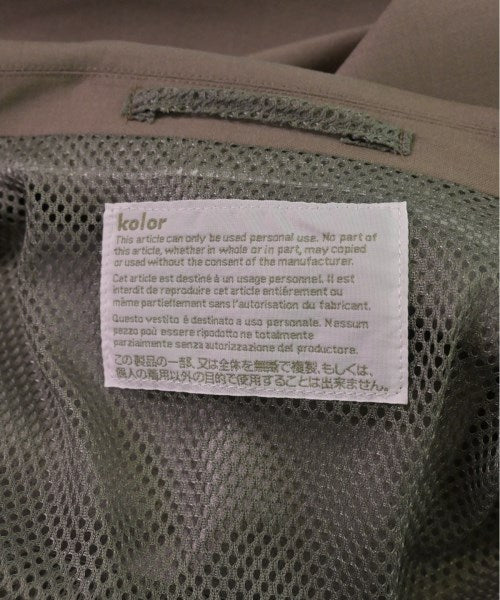 kolor
This article can only be used personal use. No part of
this article, whether in whole or in part, may copied
or used without the consent of the manufacturer.
Cet article est destiné à un usage personnel. Il est
interdit de reproduire cet article entièrement ou
même partiellement sans l'autorisation du fabricant.
Questo vestito é destinato a uso personale. Nessum
pezzo può essere ripodotto ne totalmente
parzialmente senza autorizzazione del productore.
この製品の一部、又は全体を無断で複製、もしくは、
個人の着用以外の目的で使用することは出来ません。